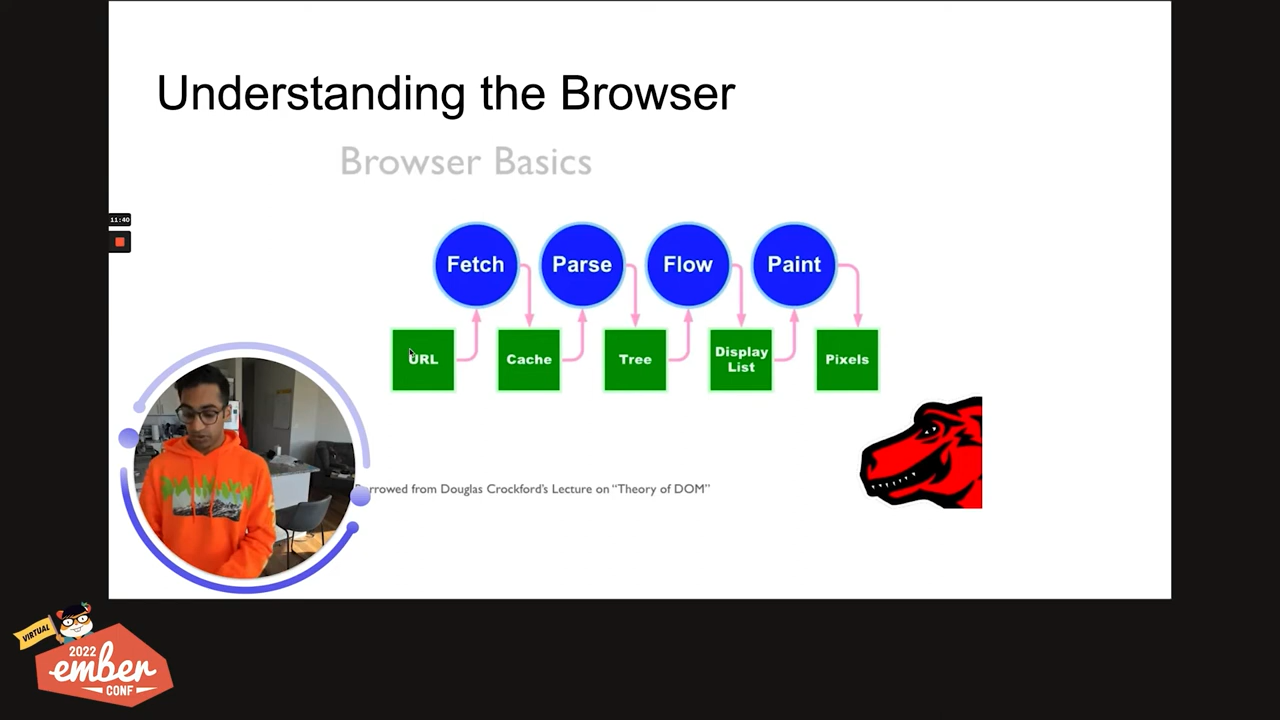 Understanding the Browser
Browser Basics
11:40
Fetch
Parse
Flow
Paint
URL
Cache
Tree
Display
List
Pixels
Borrowed from Douglas Crockford's Lecture on “Theory of DOM”
VIRTUAL
2022
ember
CONF